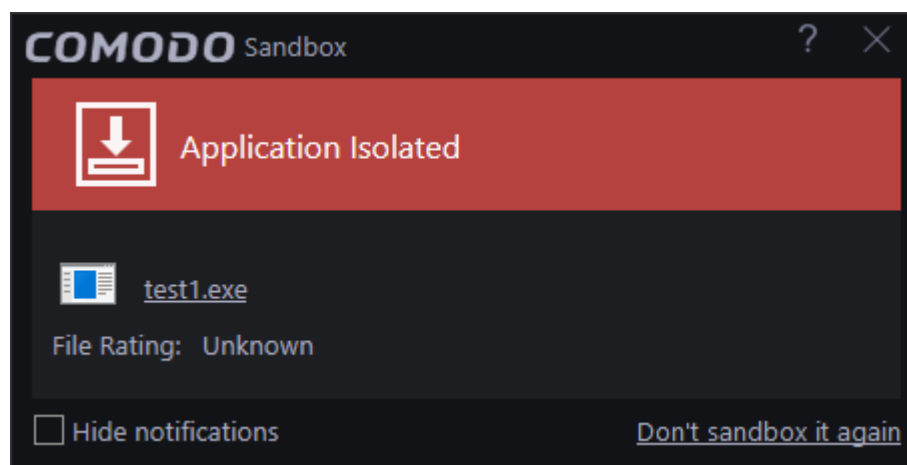 COMODO Sandbox ?
Application Isolated
test1.exe
File Rating: Unknown
Hide notifications Don't sandbox it again